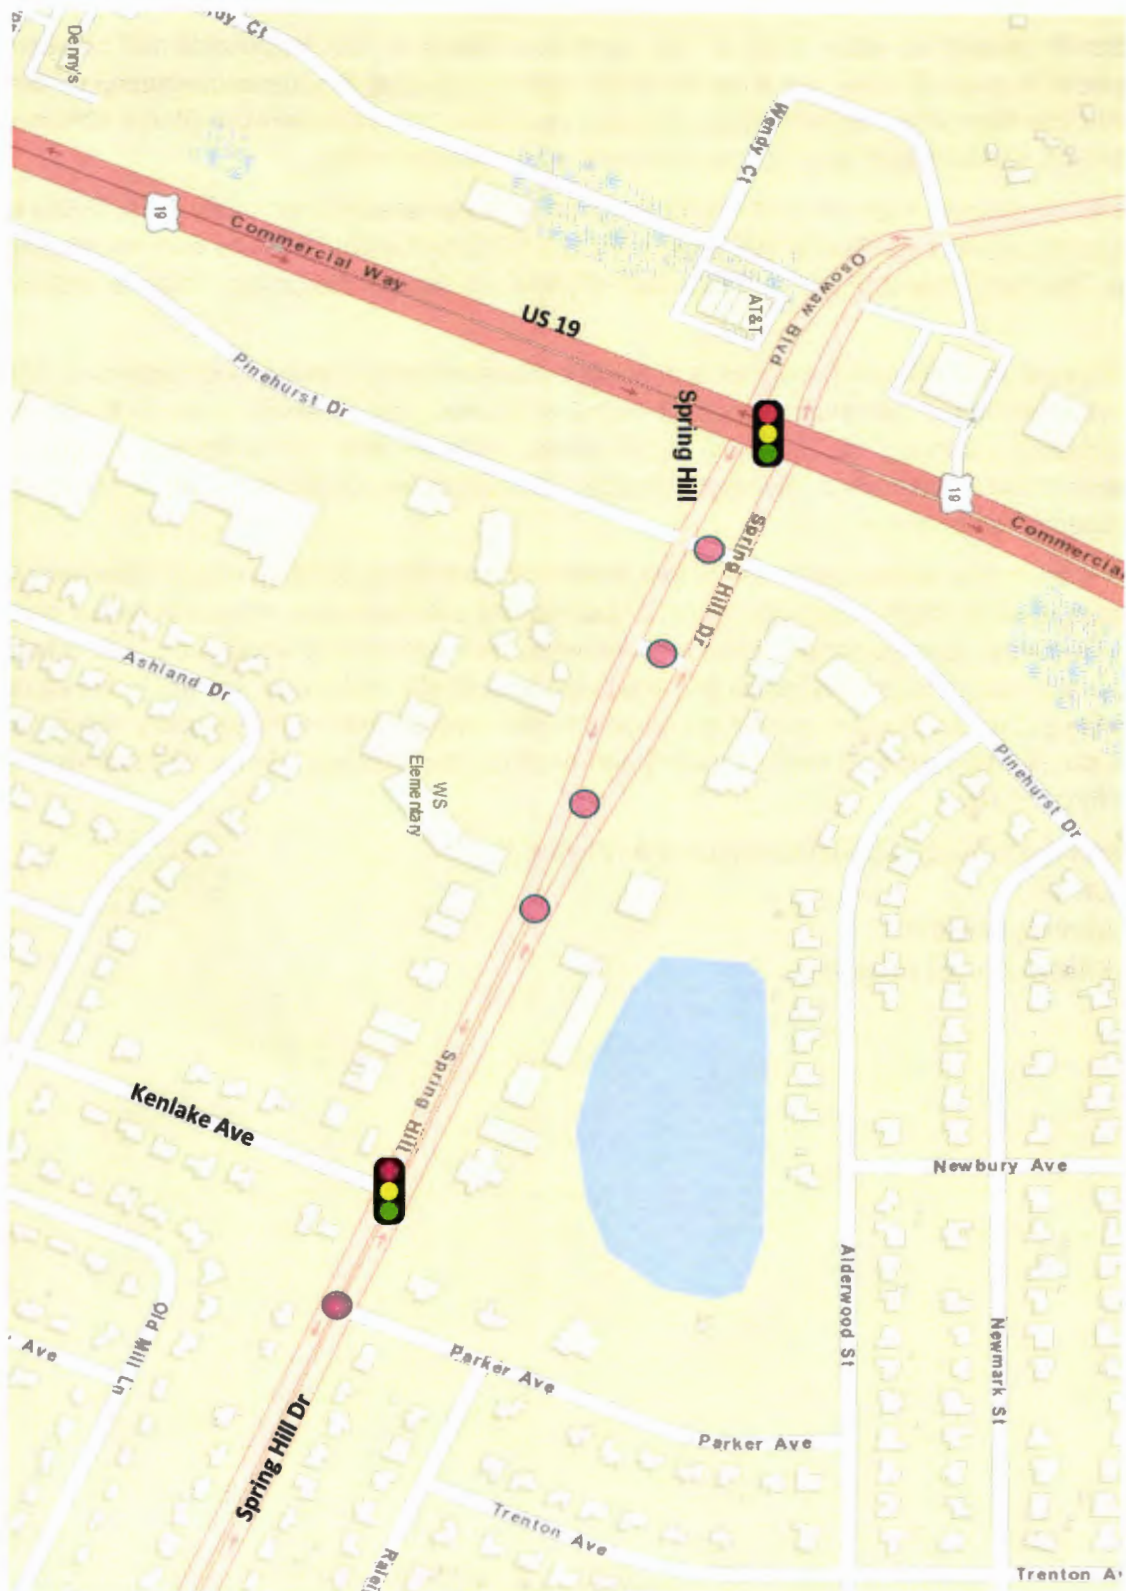 Denny's
Wendy Ct
19
Commercial Way
US 19
AT&T
Osowaw Blvd
Pinehurst Dr
Spring Hill
19
Commercial
Spring Hill Dr
Ashland Dr
WS
Elementary
Pinehurst Dr
Spring Hill
Kenlake Ave
Newbury Ave
Alderwood St
Newmark St
Old Mill Ln
Ave
Parker Ave
Parker Ave
Spring Hill Dr
Trenton Ave
Trenton